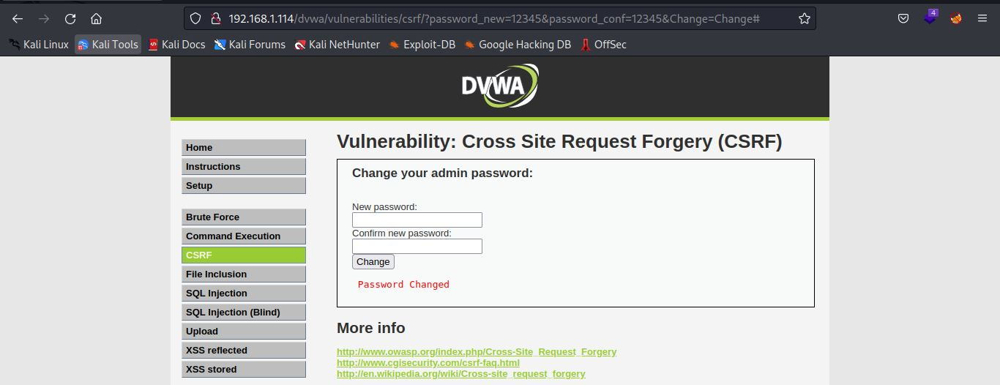 192.168.1.114/dvwa/vulnerabilities/csrf/?password_new=12345&password_conf=12345&Change=Change#
4
Kali Linux Kali Tools Kali Docs Kali Forums Kali NetHunter Exploit-DB Google Hacking DB OffSec
DVWA
Home
Instructions
Setup
Brute Force
Command Execution
CSRF
File Inclusion
SQL Injection
SQL Injection (Blind)
Upload
XSS reflected
XSS stored
Vulnerability: Cross Site Request Forgery (CSRF)
Change your admin password:
New password:
Confirm new password:
Change
Password Changed
More info
http://www.owasp.org/index.php/Cross-Site_Request_Forgery
http://www.cgisecurity.com/csrf-faq.html
http://en.wikipedia.org/wiki/Cross-site_request_forgery